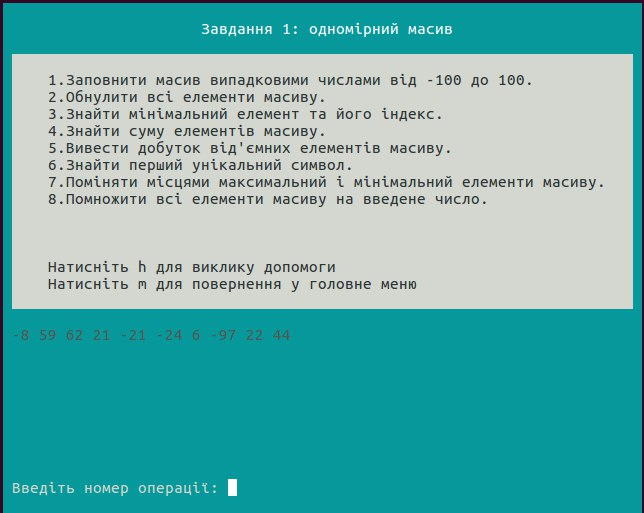 Завдання 1: одномірний масив
1.Заповнити масив випадковими числами від -100 до 100.
2.Обнулити всі елементи масиву.
3.Знайти мінімальний елемент та його індекс.
4.Знайти суму елементів масиву.
5.Вивести добуток від'ємних елементів масиву.
6.Знайти перший унікальний символ.
7.Поміняти місцями максимальний і мінімальний елементи масиву.
8.Помножити всі елементи масиву на введене число.
Натисніть h для виклику допомоги
Натисніть m для повернення у головне меню
-8 59 62 21 -21 -24 6 -97 22 44
Введіть номер операції: